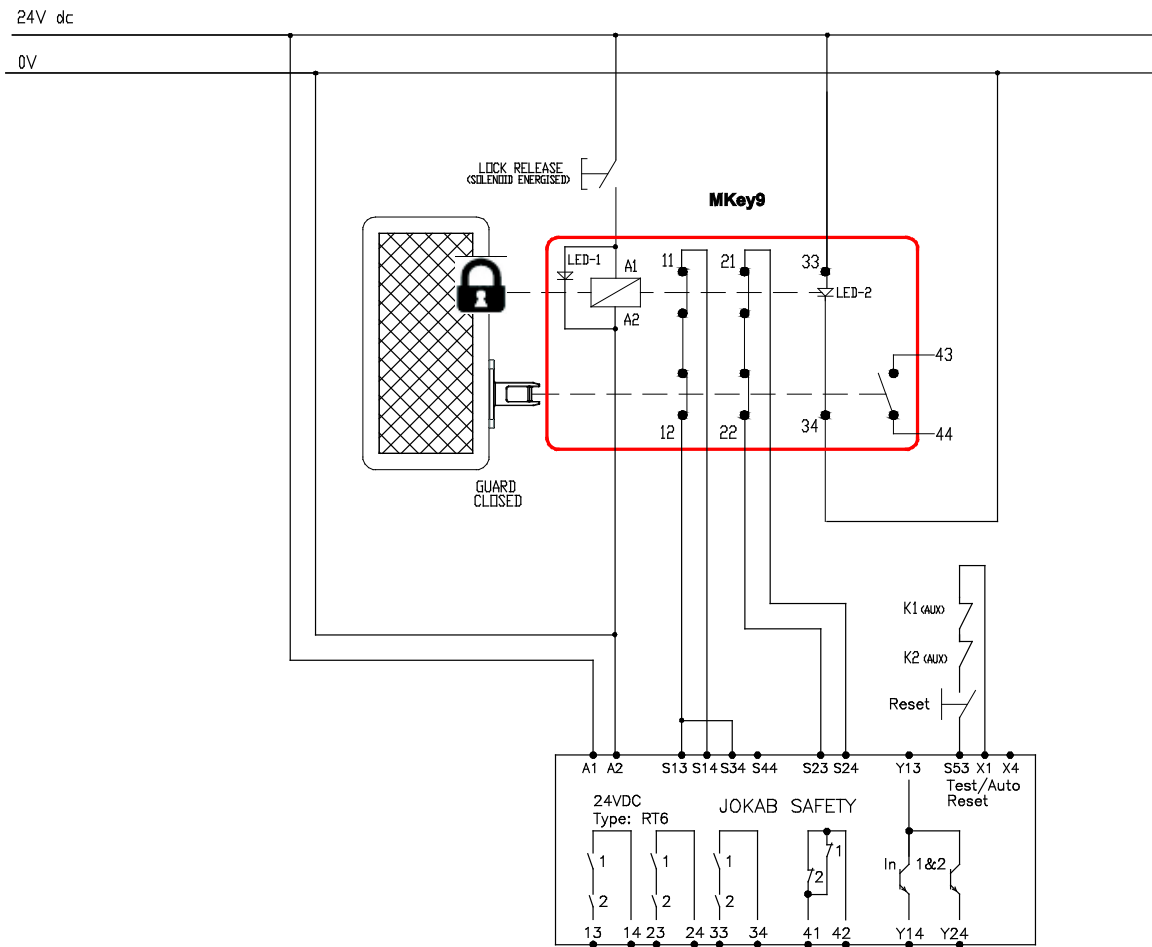 24V dc
0V
LOCK RELEASE
(SOLENOID ENERGISED)
MKey9
LED-1
A1
11
21
33
LED-2
A2
43
12
22
34
44
GUARD
CLOSED
K1 (AUX)
K2 (AUX)
Reset
A1 A2 S13 S14 S34 S44 S23 S24 Y13 S53 X1 X4
Test/Auto
Reset
24VDC
Type: RT6
JOKAB SAFETY
1 1 1 1
2 2 2 2
In 1&2
13 14 23 24 33 34 41 42 Y14 Y24